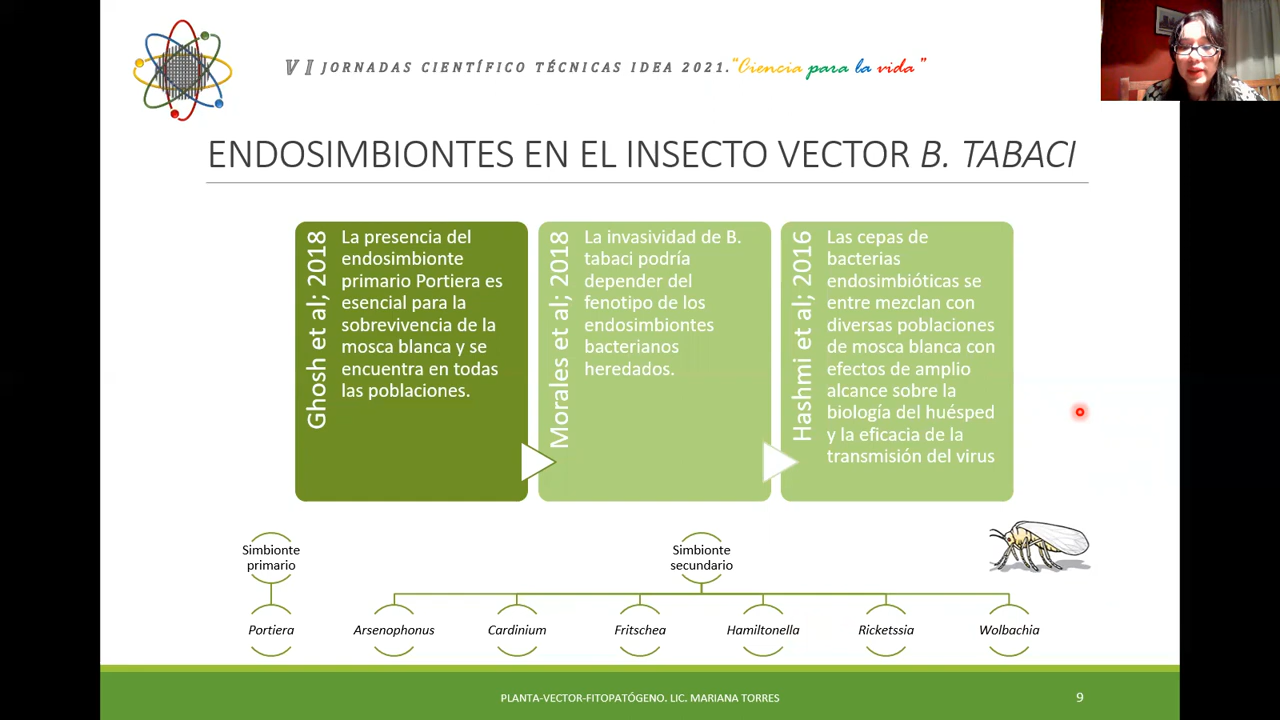 VI JORNADAS CIENTÍFICO TÉCNICAS IDEA 2021. "Ciencia para la vida"
ENDOSIMBIONTES EN EL INSECTO VECTOR B. TABACI
Ghosh et al; 2018
La presencia del
endosimbionte
primario Portiera es
esencial para la
sobrevivencia de la
mosca blanca y se
encuentra en todas
las poblaciones.
Morales et al; 2018
La invasividad de B.
tabaci podría
depender del
fenotipo de los
endosimbiontes
bacterianos
heredados.
Hashmi et al; 2016
Las cepas de
bacterias
endosimbióticas se
entre mezclan con
diversas poblaciones
de mosca blanca con
efectos de amplio
alcance sobre la
biología del huésped
y la eficacia de la
transmisión del virus
Simbionte
primario
Simbionte
secundario
Portiera
Arsenophonus
Cardinium
Fritschea
Hamiltonella
Ricketssia
Wolbachia
PLANTA-VECTOR-FITOPATÓGENO. LIC. MARIANA TORRES
9